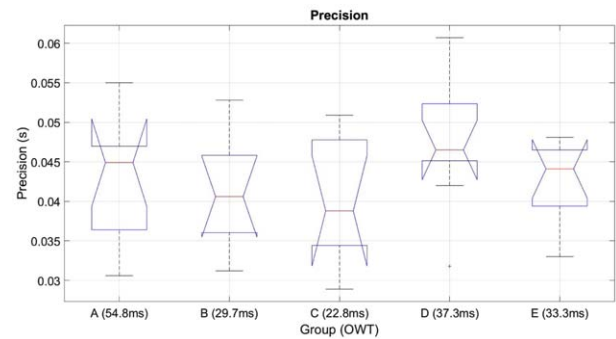 Precision
0.06
0.055
0.05
0.045
0.04
0.035
0.03
Precision (s)
A (54.8ms) B (29.7ms) C (22.8ms) D (37.3ms) E (33.3ms)
Group (OWT)